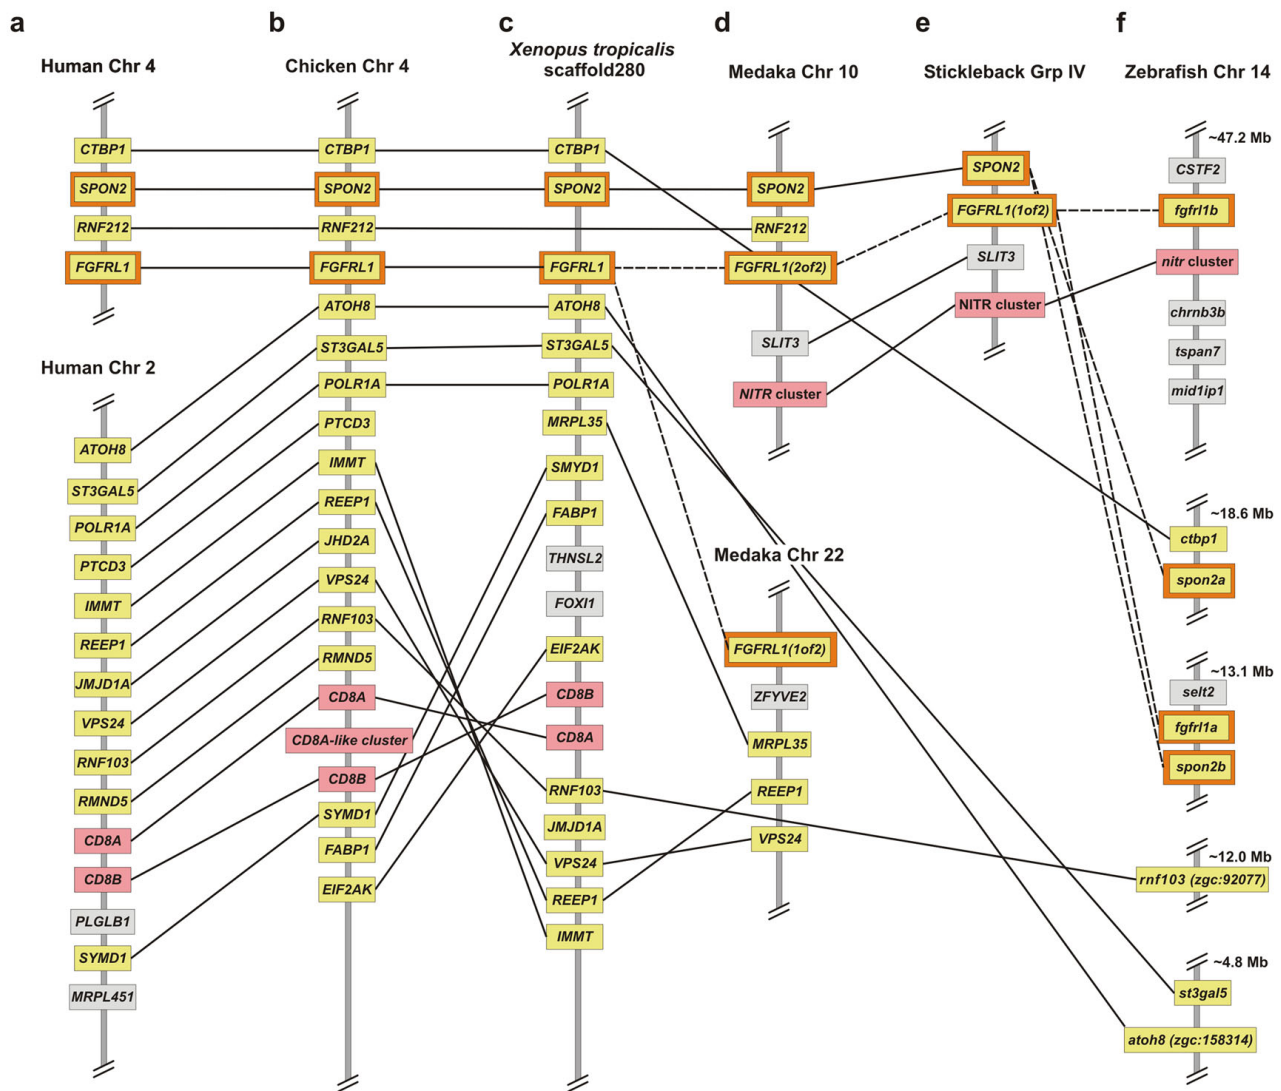 a
b
c
d
e
f
Human Chr 4
CTBP1
SPON2
RNF212
FGFRL1
Human Chr 2
ATOH8
ST3GAL5
POLR1A
PTCD3
IMMT
REEP1
JMJD1A
VPS24
RNF103
RMND5
CD8A
CD8B
PLGLB1
SYMD1
MRPL451
Chicken Chr 4
CTBP1
SPON2
RNF212
FGFRL1
ATOH8
ST3GAL5
POLR1A
PTCD3
IMMT
REEP1
JHD2A
VPS24
RNF103
RMND5
CD8A
CD8A-like cluster
CD8B
SYMD1
FABP1
EIF2AK
Xenopus tropicalis
scaffold280
CTBP1
SPON2
FGFRL1
ATOH8
ST3GAL5
POLR1A
MRPL35
SMYD1
FABP1
THNSL2
FOXI1
EIF2AK
CD8B
CD8A
RNF103
JMJD1A
VPS24
REEP1
IMMT
Medaka Chr 10
SPON2
RNF212
FGFRL1(2of2)
SLIT3
NITR cluster
Medaka Chr 22
FGFRL1(1of2)
ZFYVE2
MRPL35
REEP1
VPS24
Stickleback Grp IV
SPON2
FGFRL1(1of2)
SLIT3
NITR cluster
Zebrafish Chr 14
~47.2 Mb
CSTF2
fgfrl1b
nitr cluster
chrnb3b
tspan7
mid1ip1
~18.6 Mb
ctbp1
spon2a
~13.1 Mb
selt2
fgfrl1a
spon2b
~12.0 Mb
rnf103 (zgc:92077)
~4.8 Mb
st3gal5
atoh8 (zgc:158314)